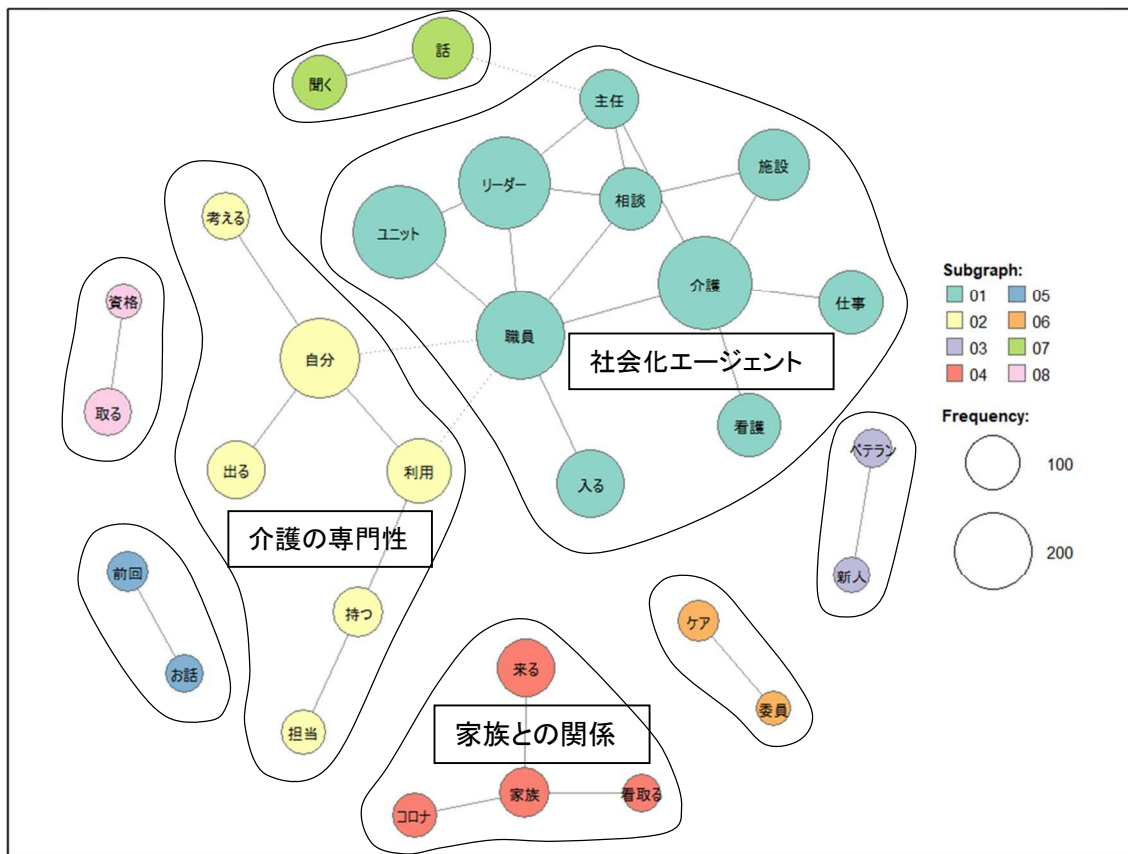 話
聞く
主任
施設
リーダー
相談
考える
ユニット
介護
資格
仕事
職員
自分
社会化エージェント
取る
看護
出る
利用
入る
ベテラン
介護の専門性
前回
新人
持つ
ケア
お話
来る
委員
担当
家族との関係
家族
看取る
コロナ
Subgraph:
01 05
02 06
03 07
04 08
Frequency:
100
200